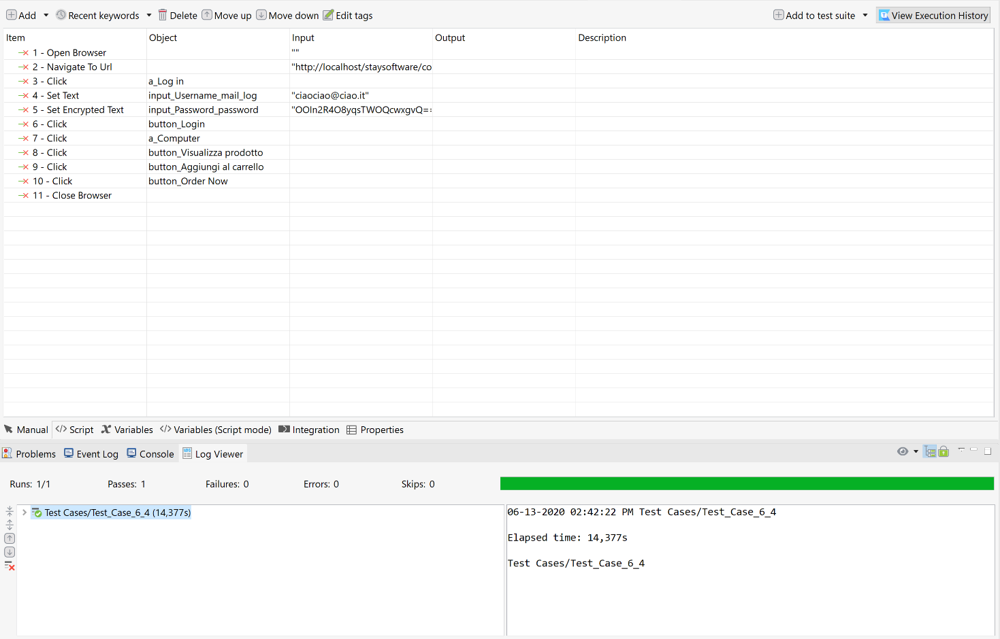 Add Recent keywords Delete Move up Move down Edit tags Add to test suite View Execution History
Item Object Input Output Description
1 - Open Browser ""
2 - Navigate To Url "http://localhost/staysoftware/co
3 - Click a_Log in
4 - Set Text input_Username_mail_log "ciaociao@ciao.it"
5 - Set Encrypted Text input_Password_password "OOIn2R4O8yqsTWOQcwxgvQ==
6 - Click button_Login
7 - Click a_Computer
8 - Click button_Visualizza prodotto
9 - Click button_Aggiungi al carrello
10 - Click button_Order Now
11 - Close Browser
Manual </> Script Variables </> Variables (Script mode) Integration Properties
Problems Event Log Console Log Viewer
Runs: 1/1 Passes: 1 Failures: 0 Errors: 0 Skips: 0
Test Cases/Test_Case_6_4 (14,377s)
06-13-2020 02:42:22 PM Test Cases/Test_Case_6_4
Elapsed time: 14,377s
Test Cases/Test_Case_6_4